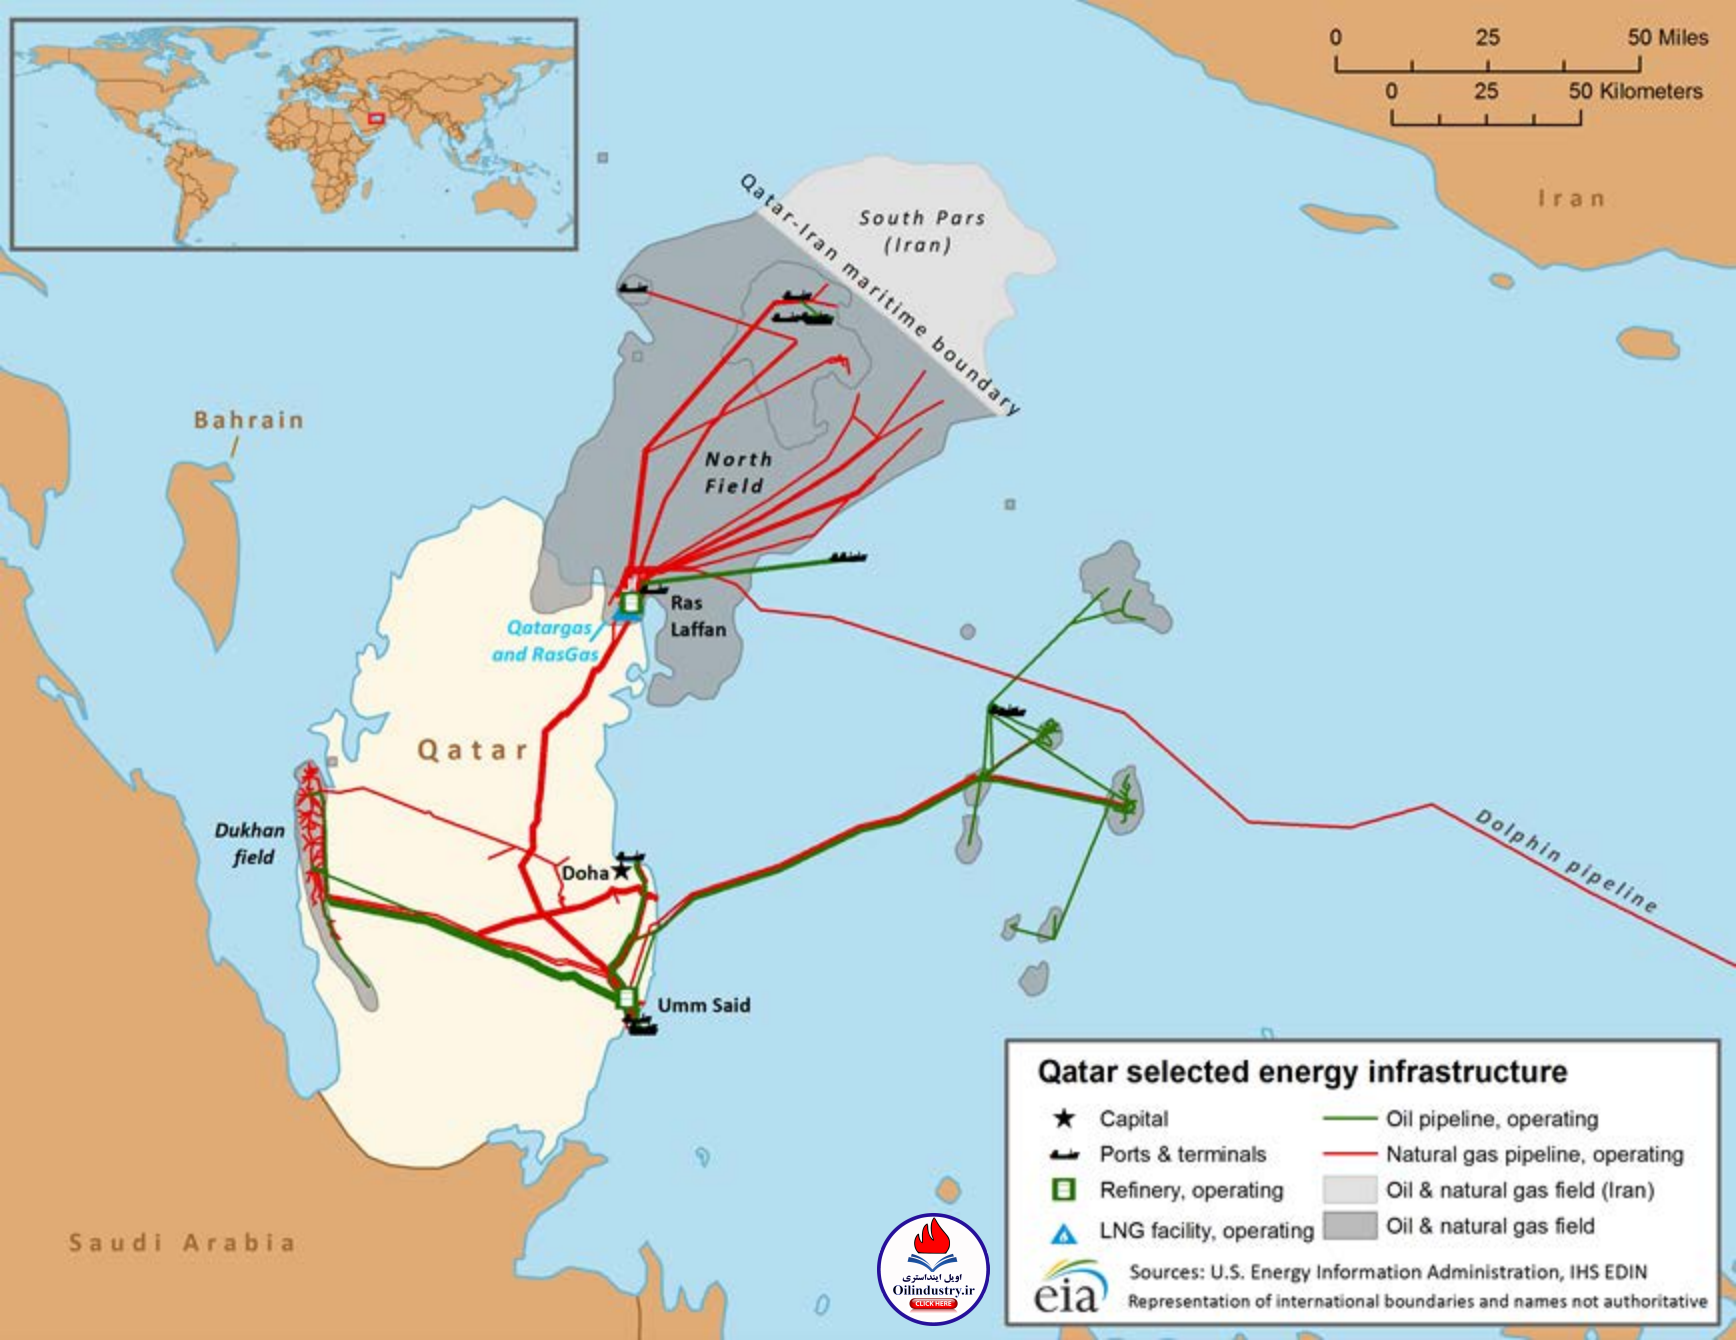 0 25 50 Miles
0 25 50 Kilometers
Iran
Qatar-Iran maritime boundary
South Pars
(Iran)
Bahrain
North
Field
Ras
Laffan
Qatargas
and RasGas
Qatar
Dukhan
field
Doha
Dolphin pipeline
Umm Said
Saudi Arabia
Qatar selected energy infrastructure
Capital
Ports & terminals
Refinery, operating
LNG facility, operating
Oil pipeline, operating
Natural gas pipeline, operating
Oil & natural gas field (Iran)
Oil & natural gas field
eia
Sources: U.S. Energy Information Administration, IHS EDIN
Representation of international boundaries and names not authoritative
اویل اینداستری
Oilindustry.ir
CLICK HERE